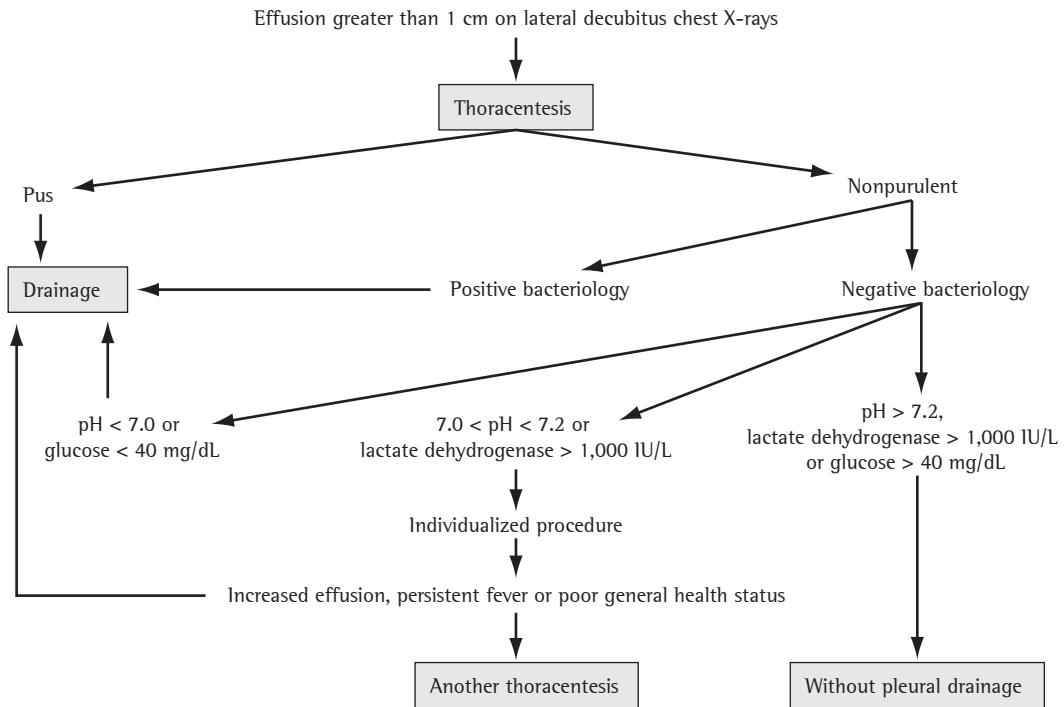 Effusion greater than 1 cm on lateral decubitus chest X-rays
Thoracentesis
Pus
Nonpurulent
Drainage
Positive bacteriology
Negative bacteriology
pH < 7.0 or
glucose < 40 mg/dL
7.0 < pH < 7.2 or
lactate dehydrogenase > 1,000 IU/L
pH > 7.2,
lactate dehydrogenase > 1,000 IU/L
or glucose > 40 mg/dL
Individualized procedure
Increased effusion, persistent fever or poor general health status
Another thoracentesis
Without pleural drainage